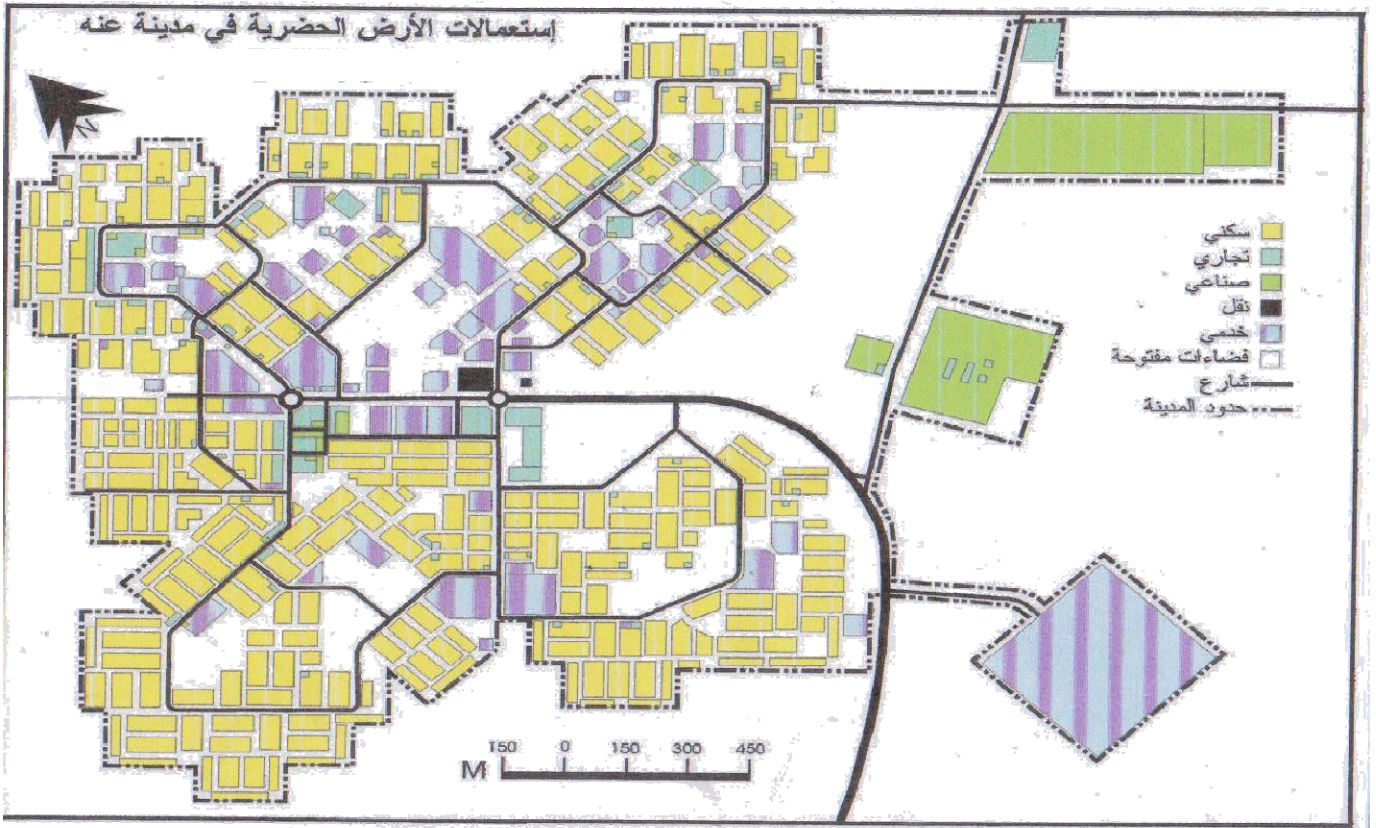 إستعمالات الأرض الحضرية في مدينة عنه
N
سكني
تجاري
صناعي
نقل
خدمي
فضاءات مفتوحة
شارع
حدود المدينة
150 0 150 300 450
M